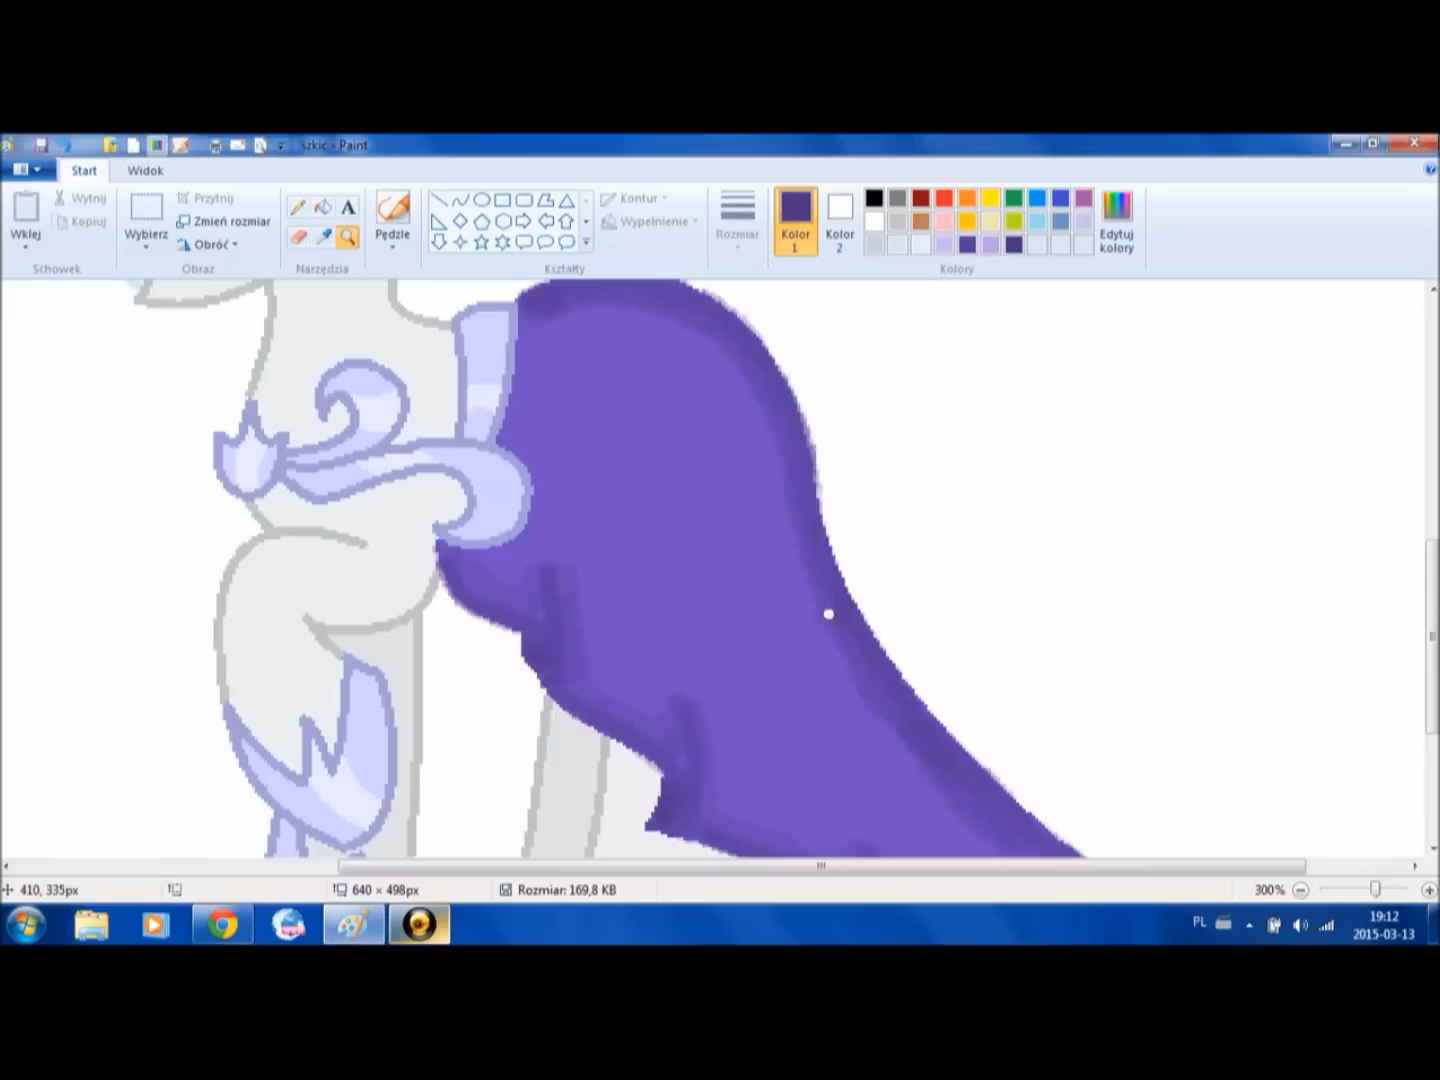 szkic - Paint
Start Widok
Wklej
Wytnij
Kopiuj
Schowek
Wybierz
Przytnij
Zmień rozmiar
Obróć
Obraz
A
Narzędzia
Pędzle
Kształty
Kontur
Wypełnienie
Rozmiar
Kolor 1
Kolor 2
Edytuj kolory
Kolory
410, 335px
640 × 498px
Rozmiar: 169,8 KB
300%
PL
19:12
2015-03-13